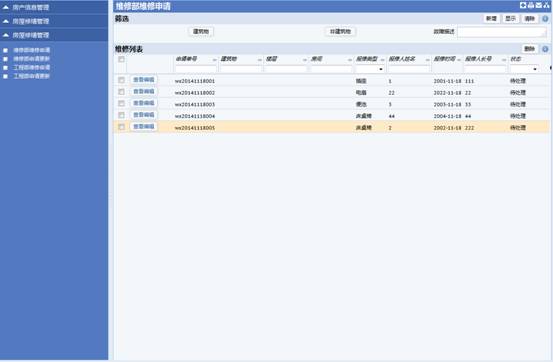 房产信息管理
房屋修缮管理
房屋修缮管理
维修部维修申请
维修部申请更新
工程部维修申请
工程部申请更新
维修部维修申请
筛选 新增 显示 清除
建筑物 非建筑物 故障描述
维修列表 删除
申请单号 建筑物 楼层 房间 报修类型 报修人姓名 报修时间 报修人长号 状态
查看编辑 wx20141118001 插座 1 2001-11-18 111 待处理
查看编辑 wx20141118002 电扇 22 2022-11-18 22 待处理
查看编辑 wx20141118003 便池 3 2003-11-18 33 待处理
查看编辑 wx20141118004 床桌椅 44 2004-11-18 44 待处理
查看编辑 wx20141118005 床桌椅 2 2002-11-18 222 待处理